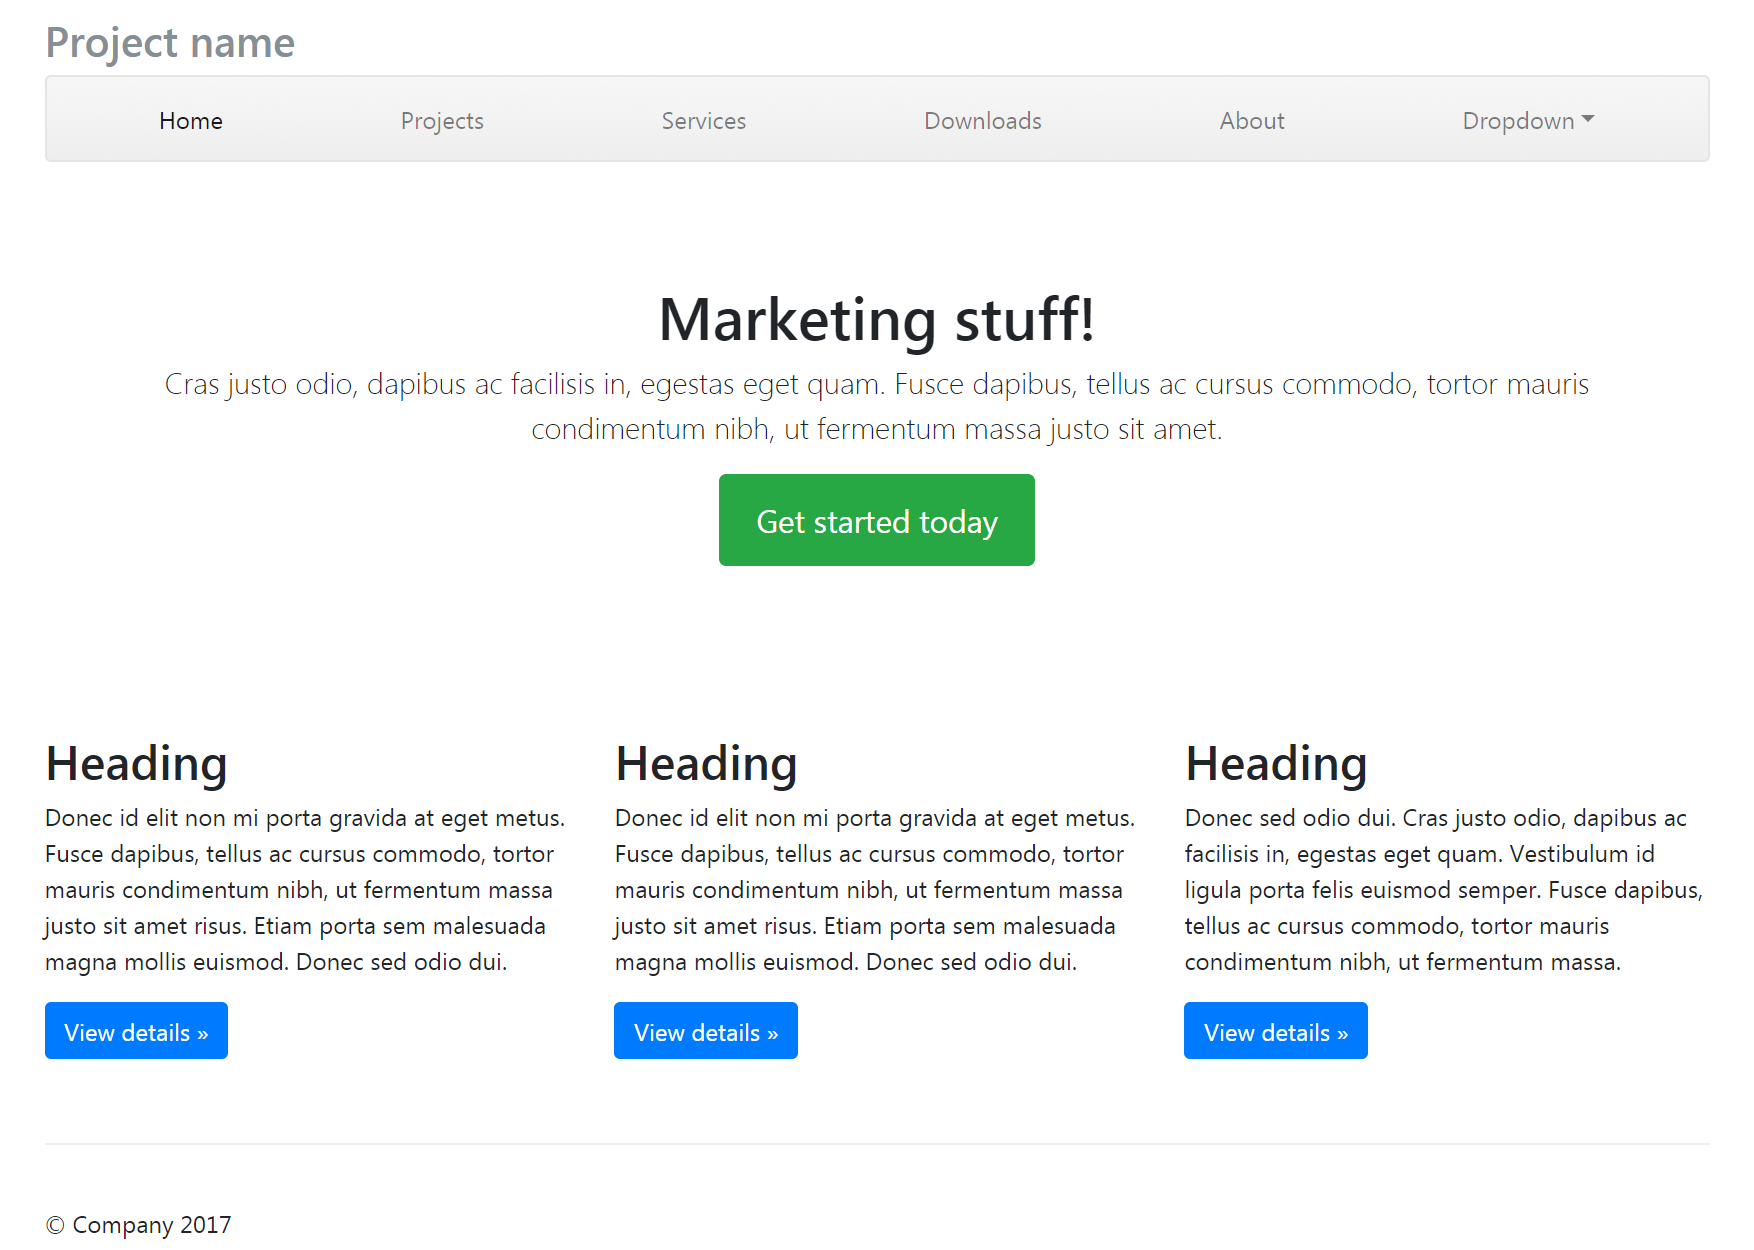 Project name
Home Projects Services Downloads About Dropdown
Marketing stuff!
Cras justo odio, dapibus ac facilisis in, egestas eget quam. Fusce dapibus, tellus ac cursus commodo, tortor mauris
condimentum nibh, ut fermentum massa justo sit amet.
Get started today
Heading
Donec id elit non mi porta gravida at eget metus.
Fusce dapibus, tellus ac cursus commodo, tortor
mauris condimentum nibh, ut fermentum massa
justo sit amet risus. Etiam porta sem malesuada
magna mollis euismod. Donec sed odio dui.
View details »
Heading
Donec id elit non mi porta gravida at eget metus.
Fusce dapibus, tellus ac cursus commodo, tortor
mauris condimentum nibh, ut fermentum massa
justo sit amet risus. Etiam porta sem malesuada
magna mollis euismod. Donec sed odio dui.
View details »
Heading
Donec sed odio dui. Cras justo odio, dapibus ac
facilisis in, egestas eget quam. Vestibulum id
ligula porta felis euismod semper. Fusce dapibus,
tellus ac cursus commodo, tortor mauris
condimentum nibh, ut fermentum massa.
View details »
© Company 2017